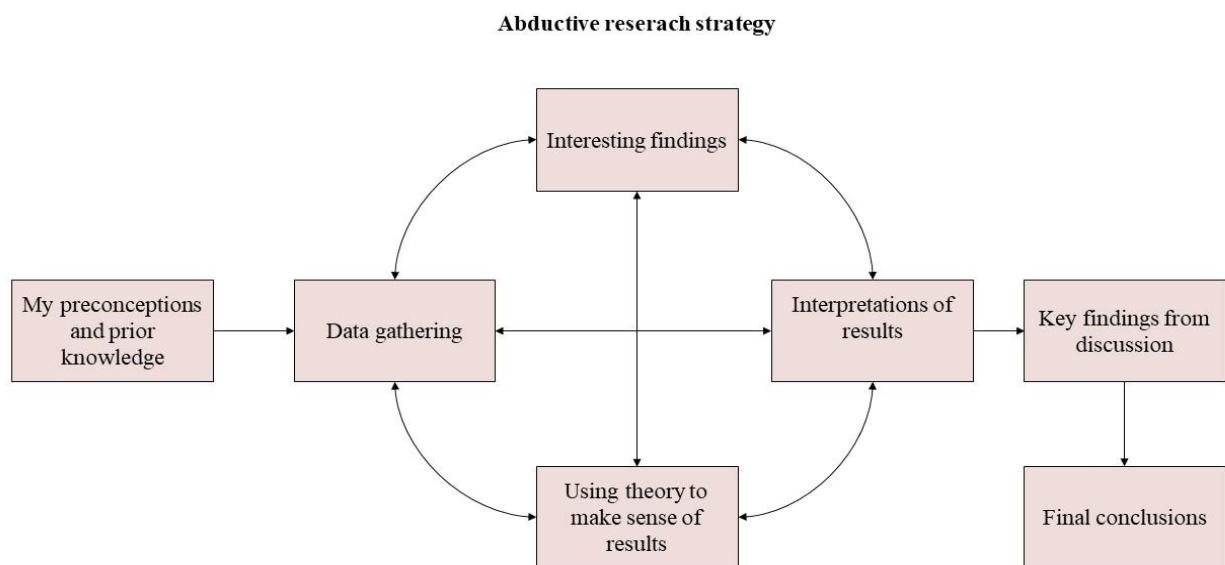 Abductive reserach strategy
Interesting findings
My preconceptions
and prior
knowledge
Data gathering
Interpretations of
results
Key findings from
discussion
Using theory to
make sense of
results
Final conclusions